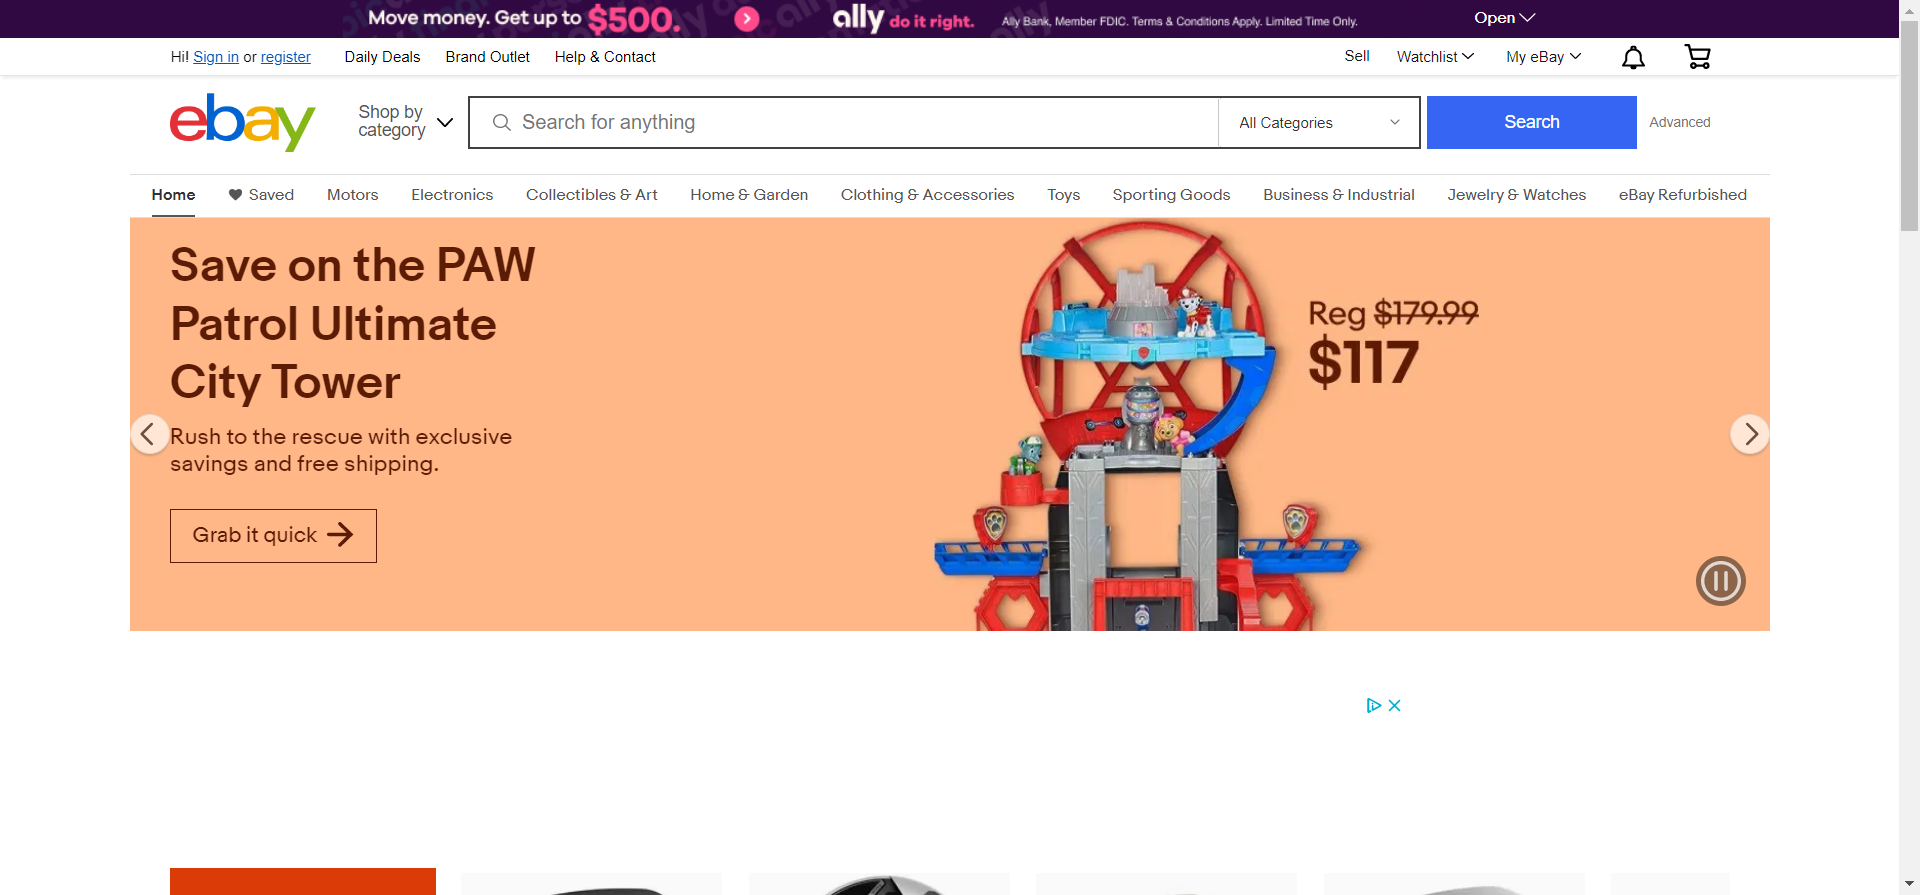 Move money. Get up to $500.
ally do it right.
Ally Bank, Member FDIC. Terms & Conditions Apply. Limited Time Only.
Open
Hi! Sign in or register
Daily Deals
Brand Outlet
Help & Contact
Sell
Watchlist
My eBay
ebay
Shop by
category
Search for anything
All Categories
Search
Advanced
Home
Saved
Motors
Electronics
Collectibles & Art
Home & Garden
Clothing & Accessories
Toys
Sporting Goods
Business & Industrial
Jewelry & Watches
eBay Refurbished
Save on the PAW
Patrol Ultimate
City Tower
Rush to the rescue with exclusive
savings and free shipping.
Grab it quick
Reg $179.99
$117